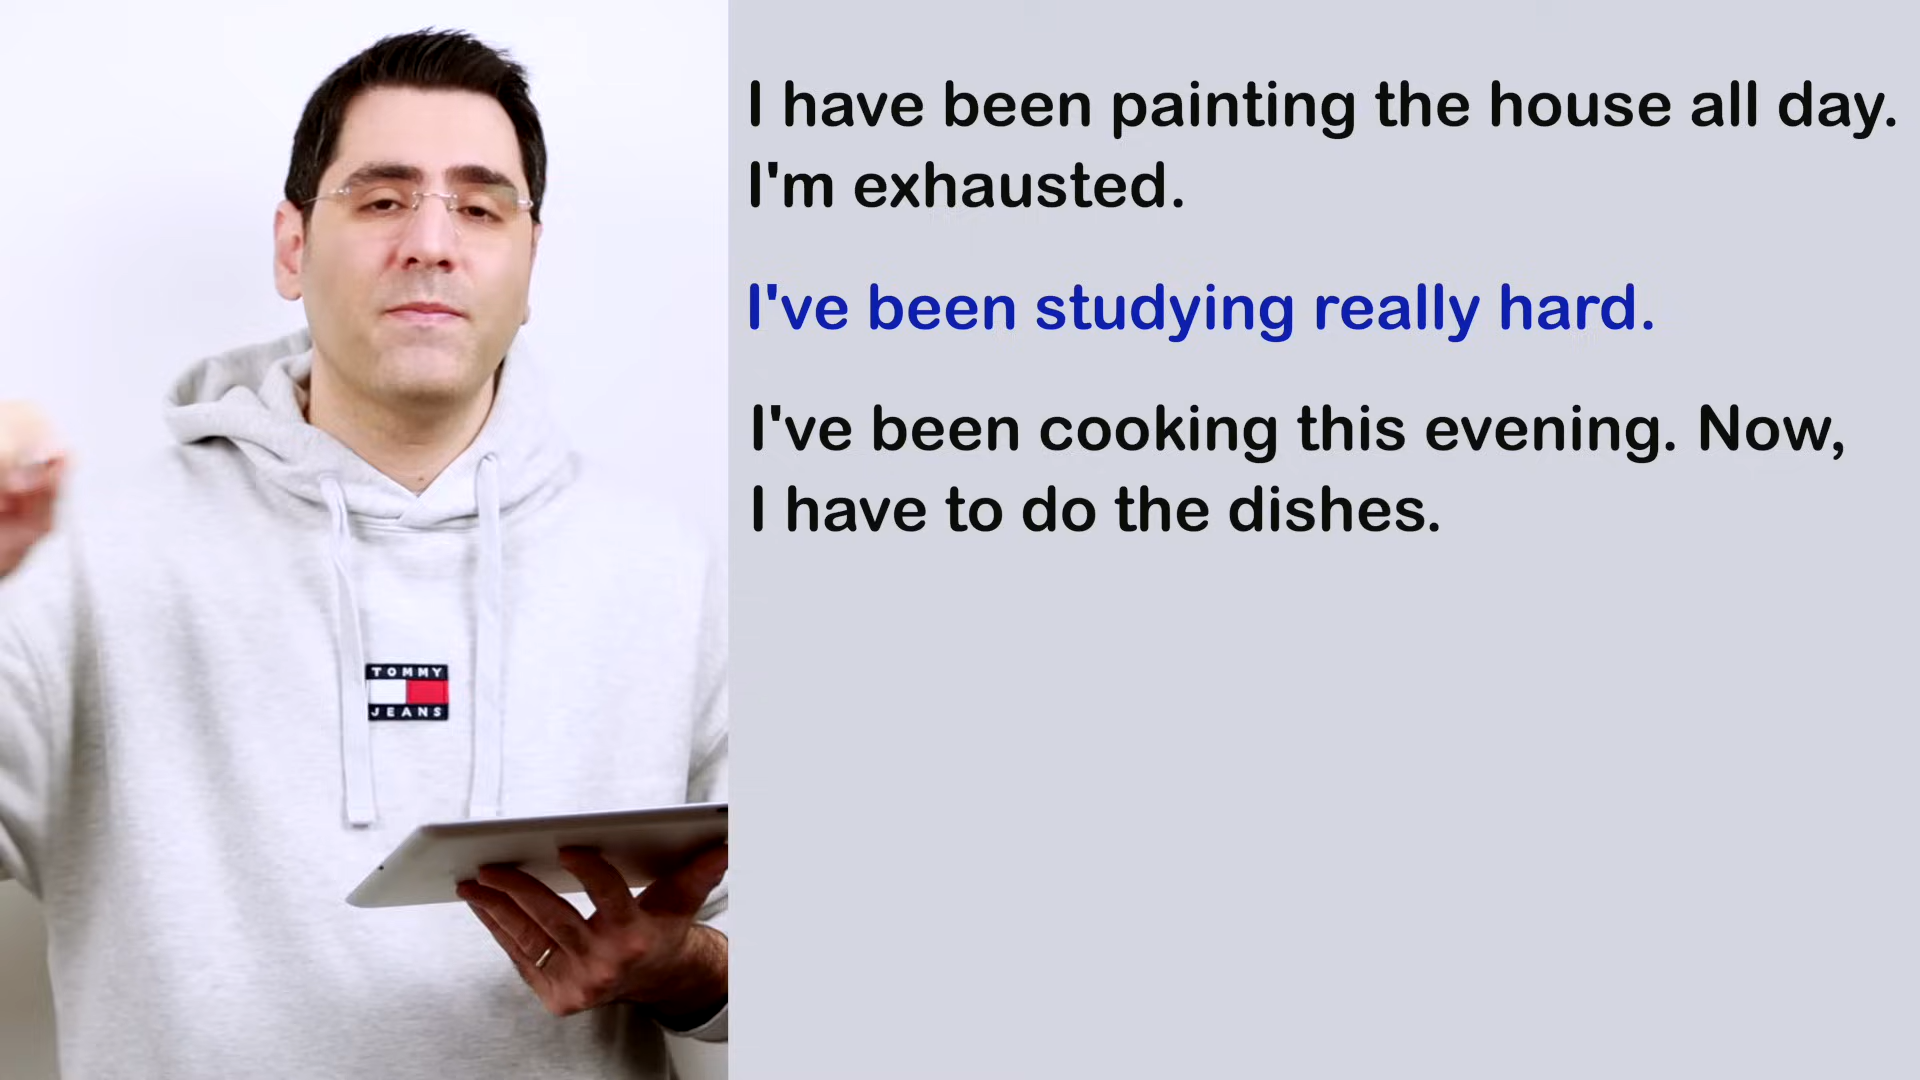 I have been painting the house all day.
I'm exhausted.
I've been studying really hard.
I've been cooking this evening. Now,
I have to do the dishes.
TOMMY
JEANS